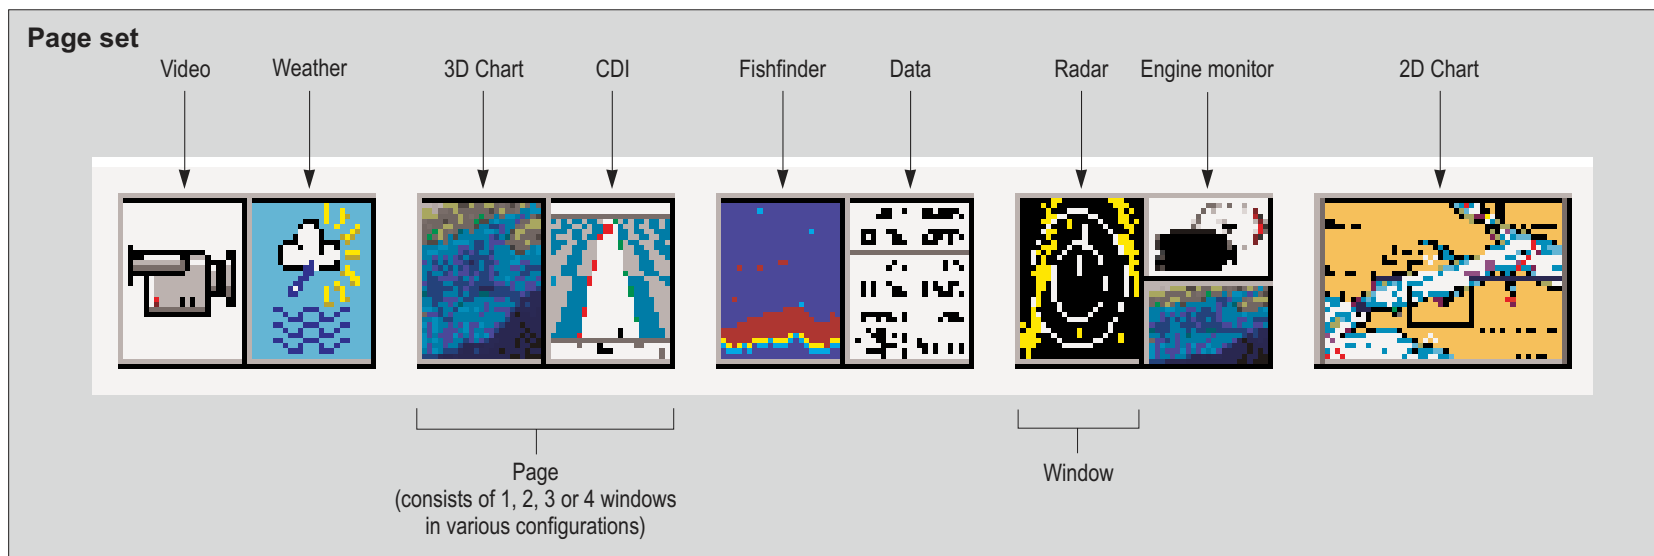 Page set
Video
Weather
3D Chart
CDI
Fishfinder
Data
Radar
Engine monitor
2D Chart
Page
(consists of 1, 2, 3 or 4 windows
in various configurations)
Window